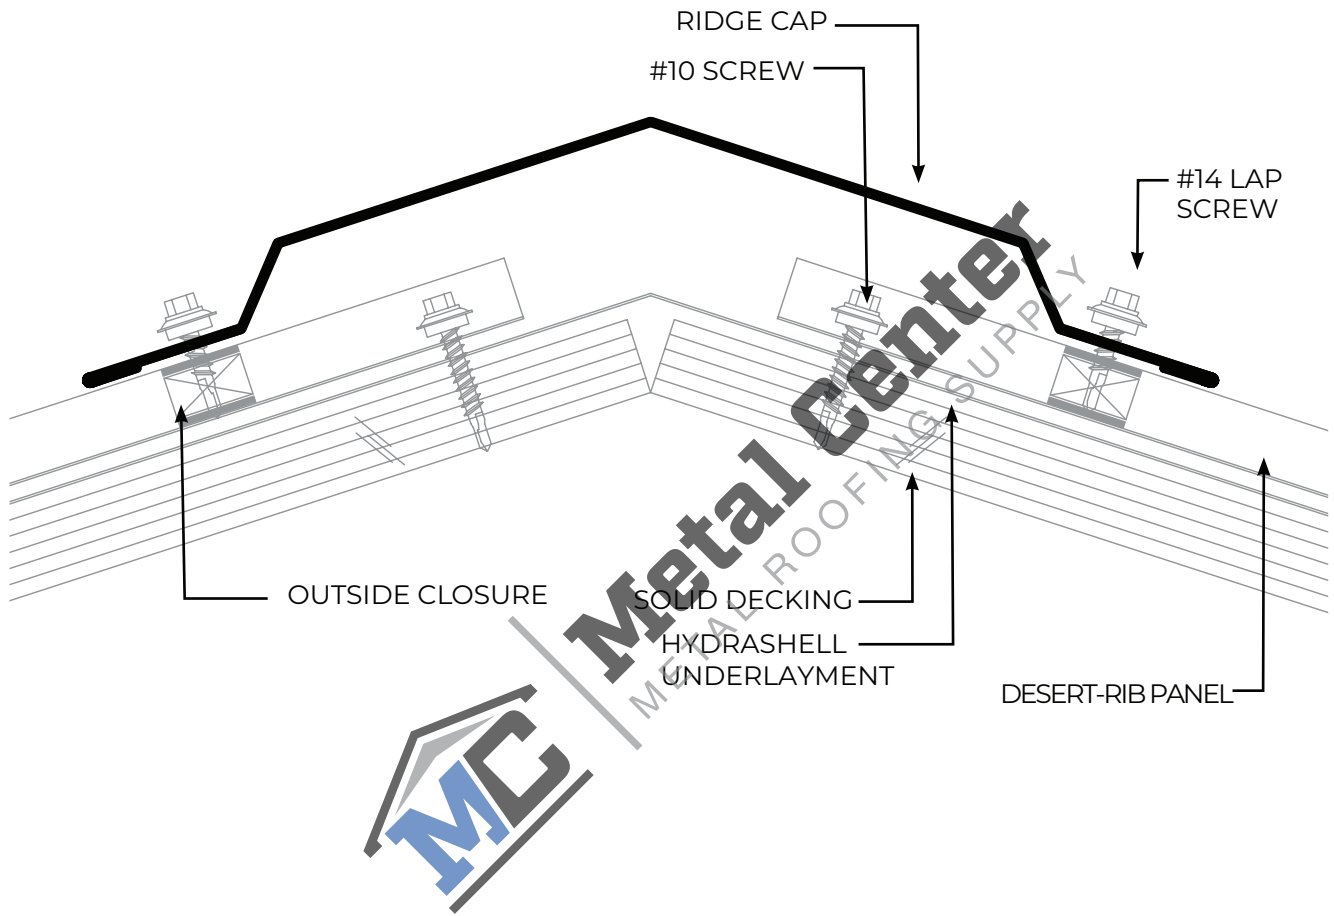 RIDGE CAP
#10 SCREW
#14 LAP
SCREW
OUTSIDE CLOSURE
SOLID DECKING
HYDRASHELL
UNDERLAYMENT
DESERT-RIB PANEL
Metal Center
METAL ROOFING SUPPLY
MC